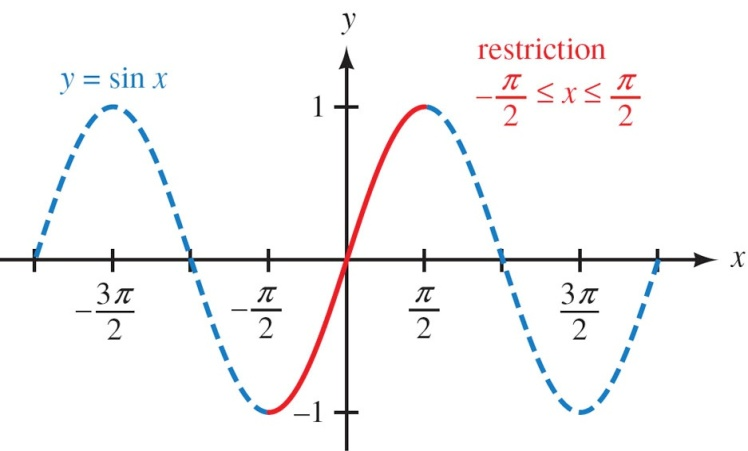 y
restriction
y = sin x
−π/2 ≤ x ≤ π/2
1
x
−3π/2
−π/2
π/2
3π/2
−1